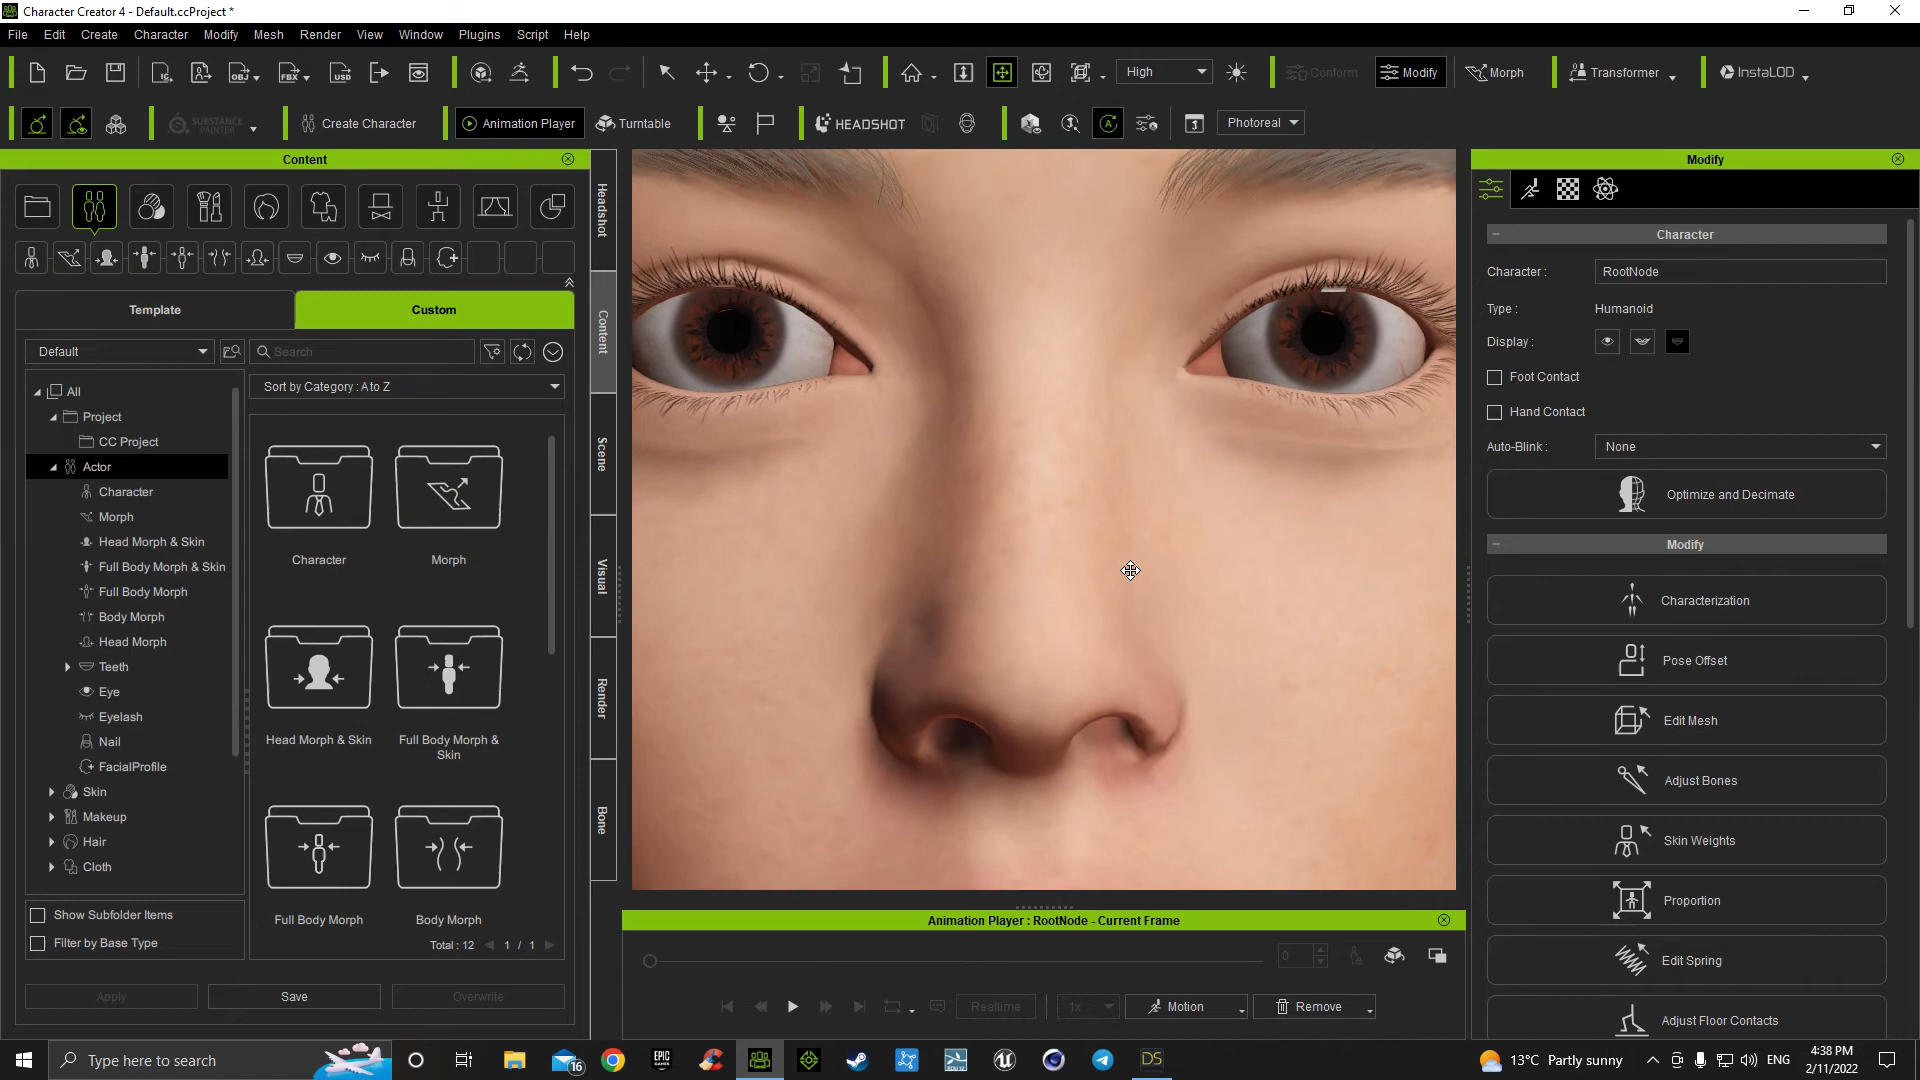 Character Creator 4 - Default.ccProject *
File Edit Create Character Modify Mesh Render View Window Plugins Script Help
High
Conform
Modify
Morph
Transformer
InstaLOD
SUBSTANCE PAINTER
Create Character
Animation Player
Turntable
HEADSHOT
Photoreal
Content
Template
Custom
Default
Search
Sort by Category : A to Z
All
Project
CC Project
Actor
Character
Morph
Head Morph & Skin
Full Body Morph & Skin
Full Body Morph
Body Morph
Head Morph
Teeth
Eye
Eyelash
Nail
FacialProfile
Skin
Makeup
Hair
Cloth
Show Subfolder Items
Filter by Base Type
Character
Morph
Head Morph & Skin
Full Body Morph &
Skin
Full Body Morph
Body Morph
Total : 12 1 / 1
Apply
Save
Overwrite
Headshot
Content
Scene
Visual
Render
Bone
Animation Player : RootNode - Current Frame
0
Realtime
1x
Motion
Remove
Modify
Character
Character : RootNode
Type : Humanoid
Display :
Foot Contact
Hand Contact
Auto-Blink : None
Optimize and Decimate
Modify
Characterization
Pose Offset
Edit Mesh
Adjust Bones
Skin Weights
Proportion
Edit Spring
Adjust Floor Contacts
Type here to search
16
EPIC GAMES
DS
13°C Partly sunny
ENG
4:38 PM
2/11/2022